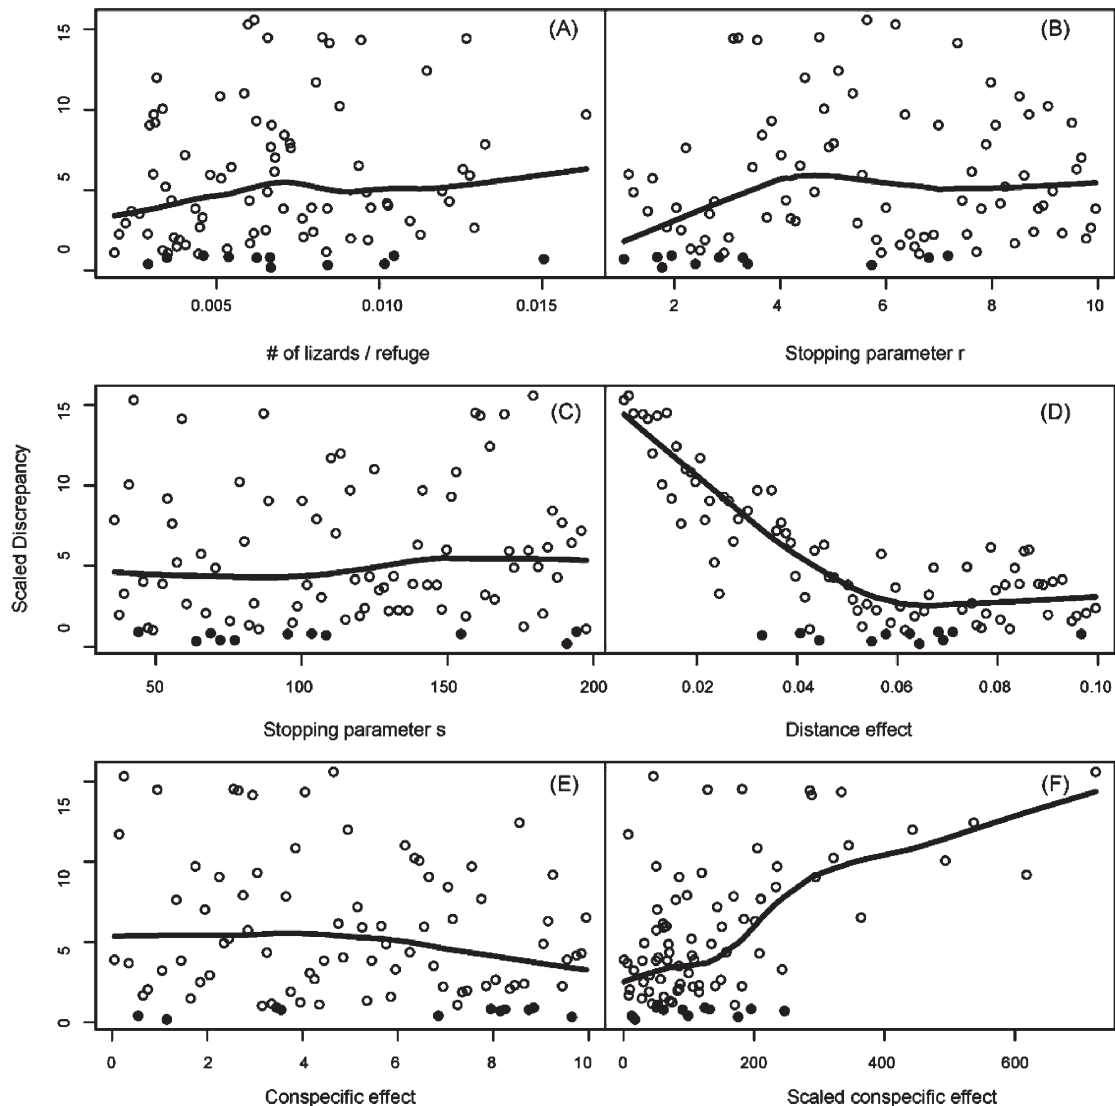 (A)
(B)
15
10
5
0
0.005 0.010 0.015
2 4 6 8 10
# of lizards / refuge
Stopping parameter r
(C)
(D)
Scaled Discrepancy
15
10
5
0
50 100 150 200
0.02 0.04 0.06 0.08 0.10
Stopping parameter s
Distance effect
(E)
(F)
15
10
5
0
0 2 4 6 8 10
0 200 400 600
Conspecific effect
Scaled conspecific effect